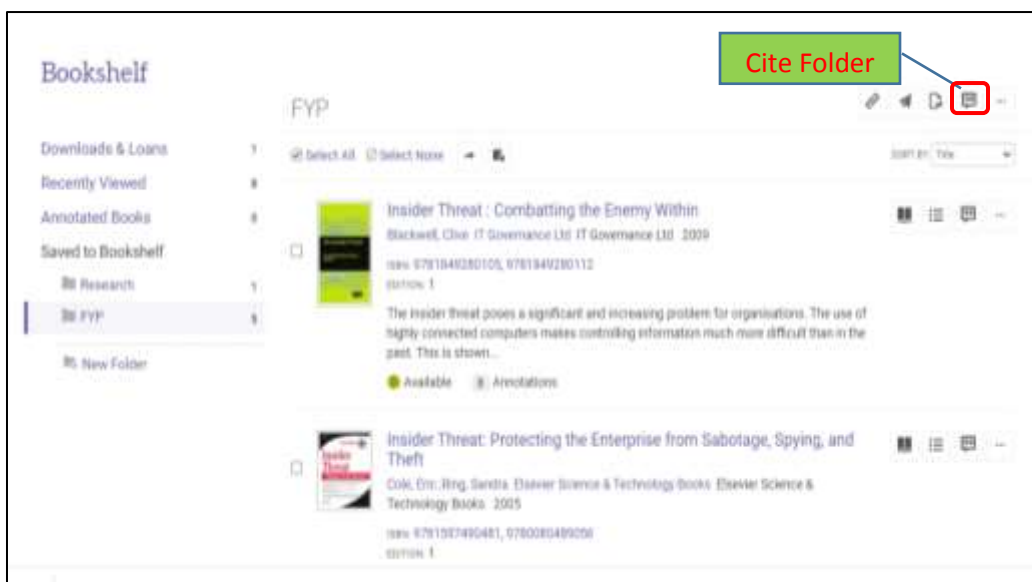 Cite Folder
Bookshelf
FYP
Downloads & Loans
Select All Select None
SORT BY Title
Recently Viewed
Annotated Books
Saved to Bookshelf
Research 1
FYP
New Folder
Insider Threat : Combatting the Enemy Within
Blackwell, Clive IT Governance Ltd IT Governance Ltd 2009
ISBN 9781849280105, 9781849280112
EDITION 1
The insider threat poses a significant and increasing problem for organisations. The use of
highly connected computers makes controlling information much more difficult than in the
past. This is shown...
Available Annotations
Insider Threat: Protecting the Enterprise from Sabotage, Spying, and
Theft
Cole, Eric, Ring, Sandra Elsevier Science & Technology Books Elsevier Science &
Technology Books 2005
ISBN
EDITION 1